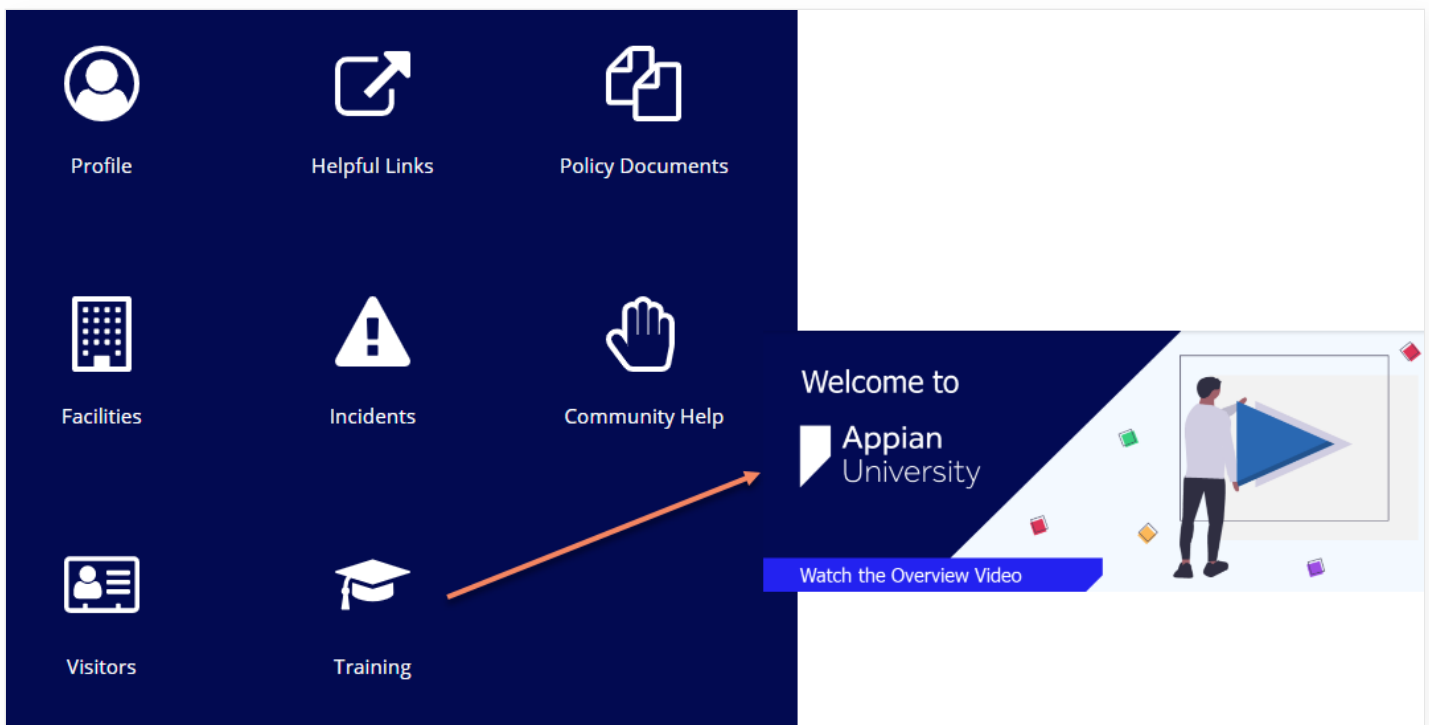 Profile
Helpful Links
Policy Documents
Facilities
Incidents
Community Help
Welcome to
Appian
University
Watch the Overview Video
Visitors
Training